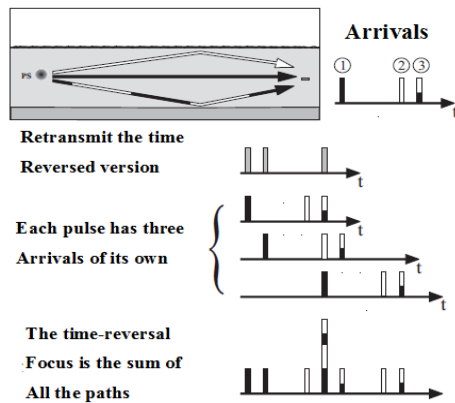 Arrivals
PS
① ② ③
t
Retransmit the time
Reversed version
t
Each pulse has three
Arrivals of its own
t
t
t
The time-reversal
Focus is the sum of
All the paths
t